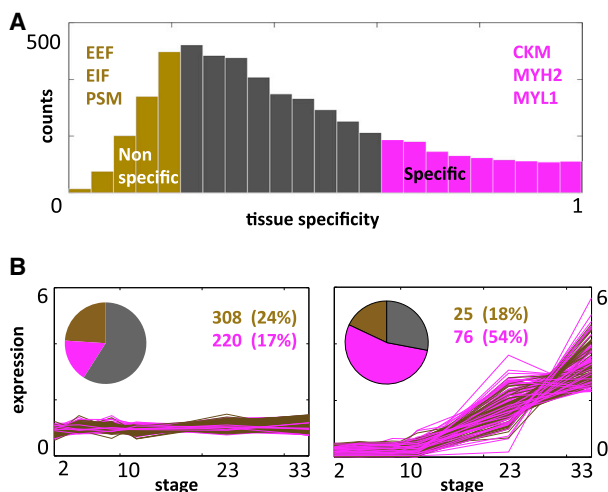 A
500
EEF
EIF
PSM
CKM
MYH2
MYL1
counts
Non
specific
Specific
0
1
tissue specificity
B
6
6
308 (24%)
220 (17%)
25 (18%)
76 (54%)
expression
0
0
2
10
23
33
2
10
23
33
stage
stage